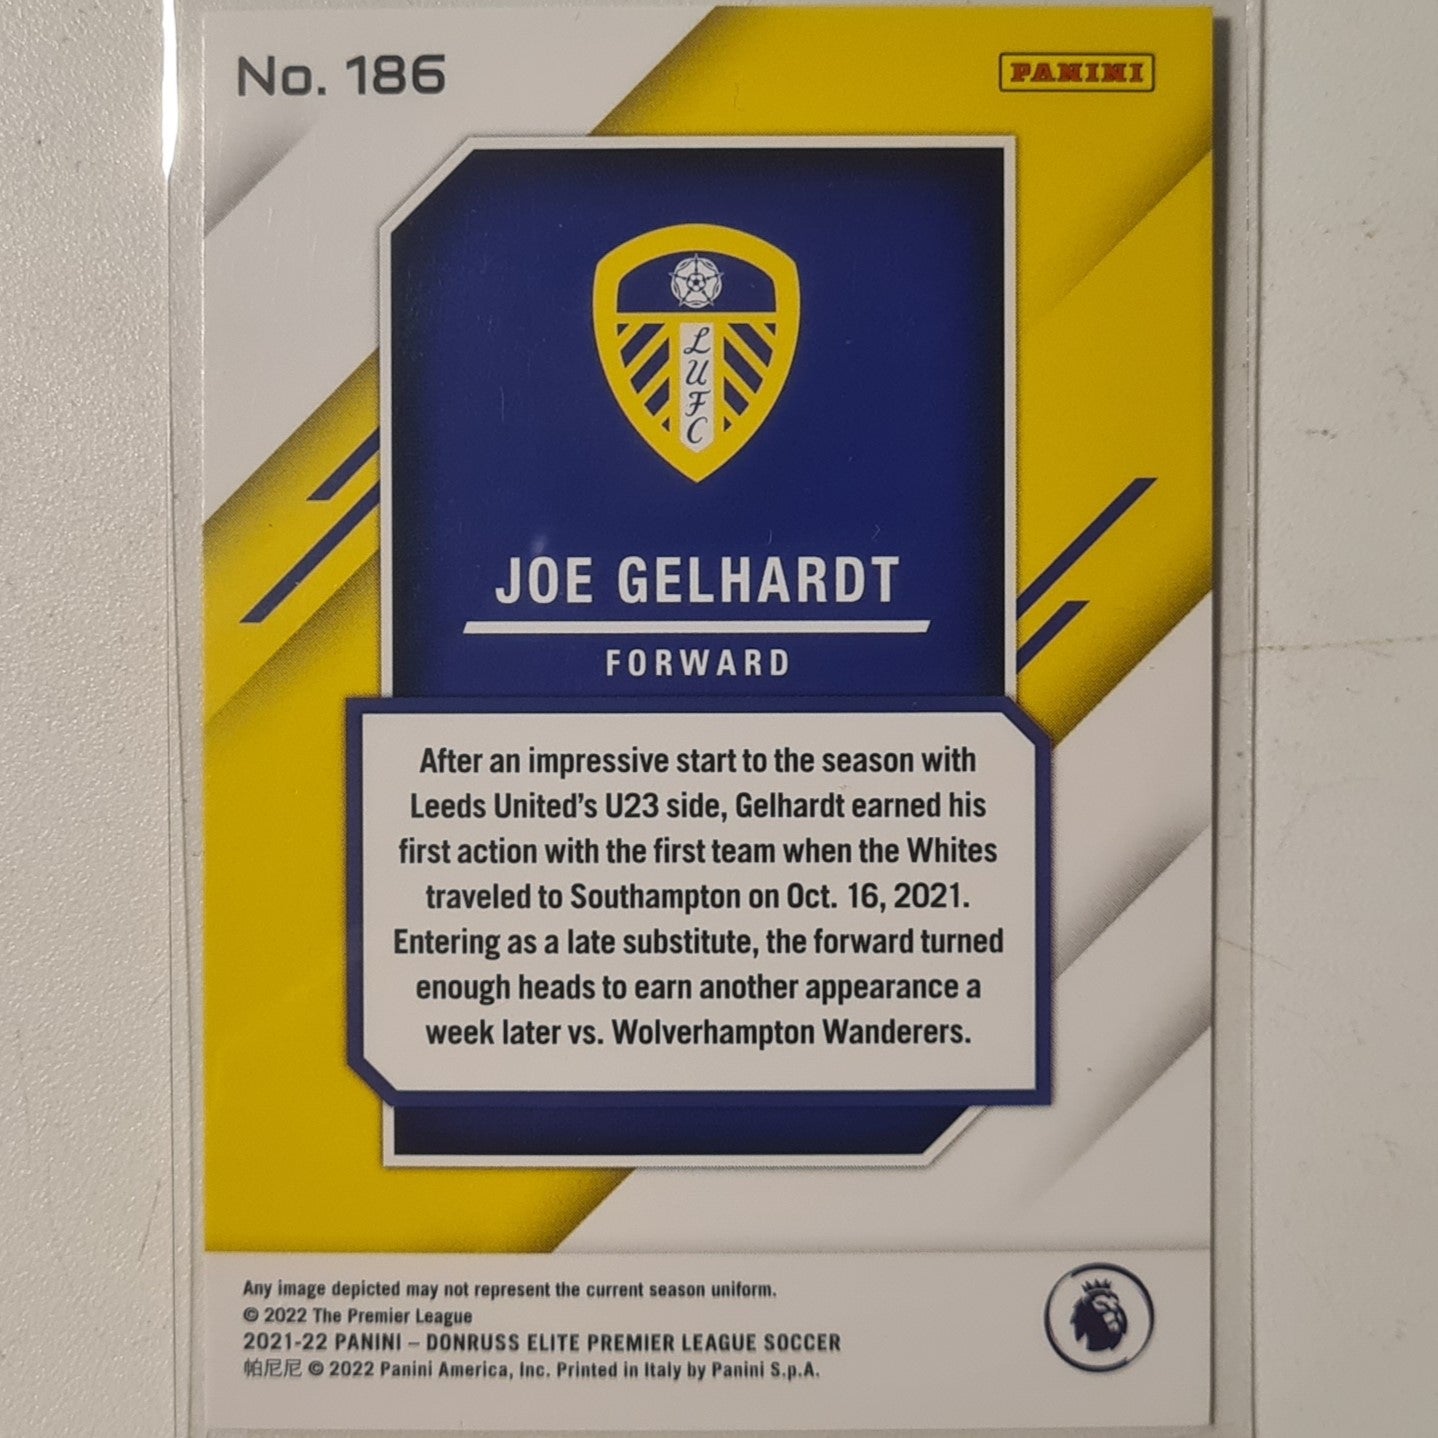 No. 186
PANINI
L
U
F
C
JOE GELHARDT
FORWARD
After an impressive start to the season with
Leeds United's U23 side, Gelhardt earned his
first action with the first team when the Whites
traveled to Southampton on Oct. 16, 2021.
Entering as a late substitute, the forward turned
enough heads to earn another appearance a
week later vs. Wolverhampton Wanderers.
Any image depicted may not represent the current season uniform.
© 2022 The Premier League
2021-22 PANINI – DONRUSS ELITE PREMIER LEAGUE SOCCER
帕尼尼 © 2022 Panini America, Inc. Printed in Italy by Panini S.p.A.